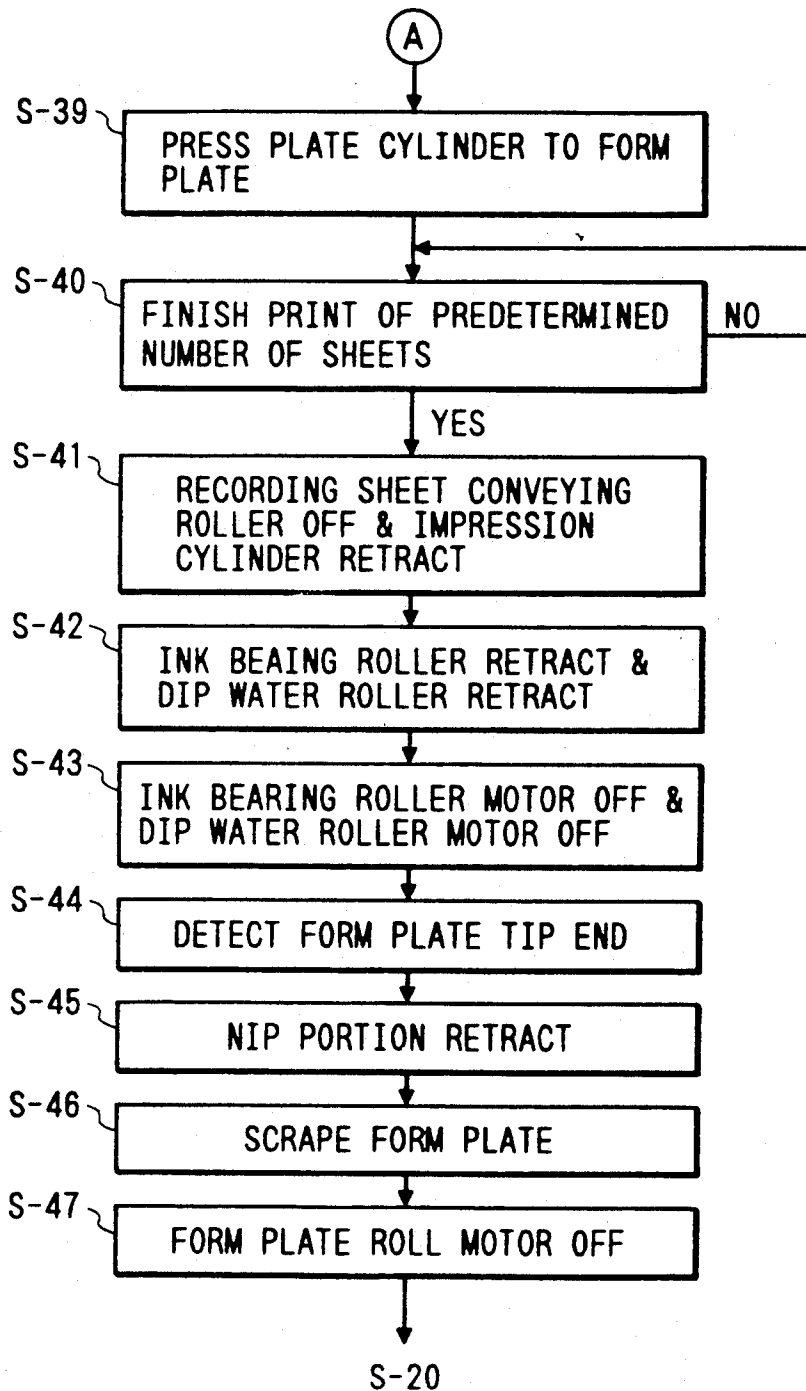 A
S-39
PRESS PLATE CYLINDER TO FORM
PLATE
S-40
FINISH PRINT OF PREDETERMINED
NUMBER OF SHEETS
NO
YES
S-41
RECORDING SHEET CONVEYING
ROLLER OFF & IMPRESSION
CYLINDER RETRACT
S-42
INK BEAING ROLLER RETRACT &
DIP WATER ROLLER RETRACT
S-43
INK BEARING ROLLER MOTOR OFF &
DIP WATER ROLLER MOTOR OFF
S-44
DETECT FORM PLATE TIP END
S-45
NIP PORTION RETRACT
S-46
SCRAPE FORM PLATE
S-47
FORM PLATE ROLL MOTOR OFF
S-20